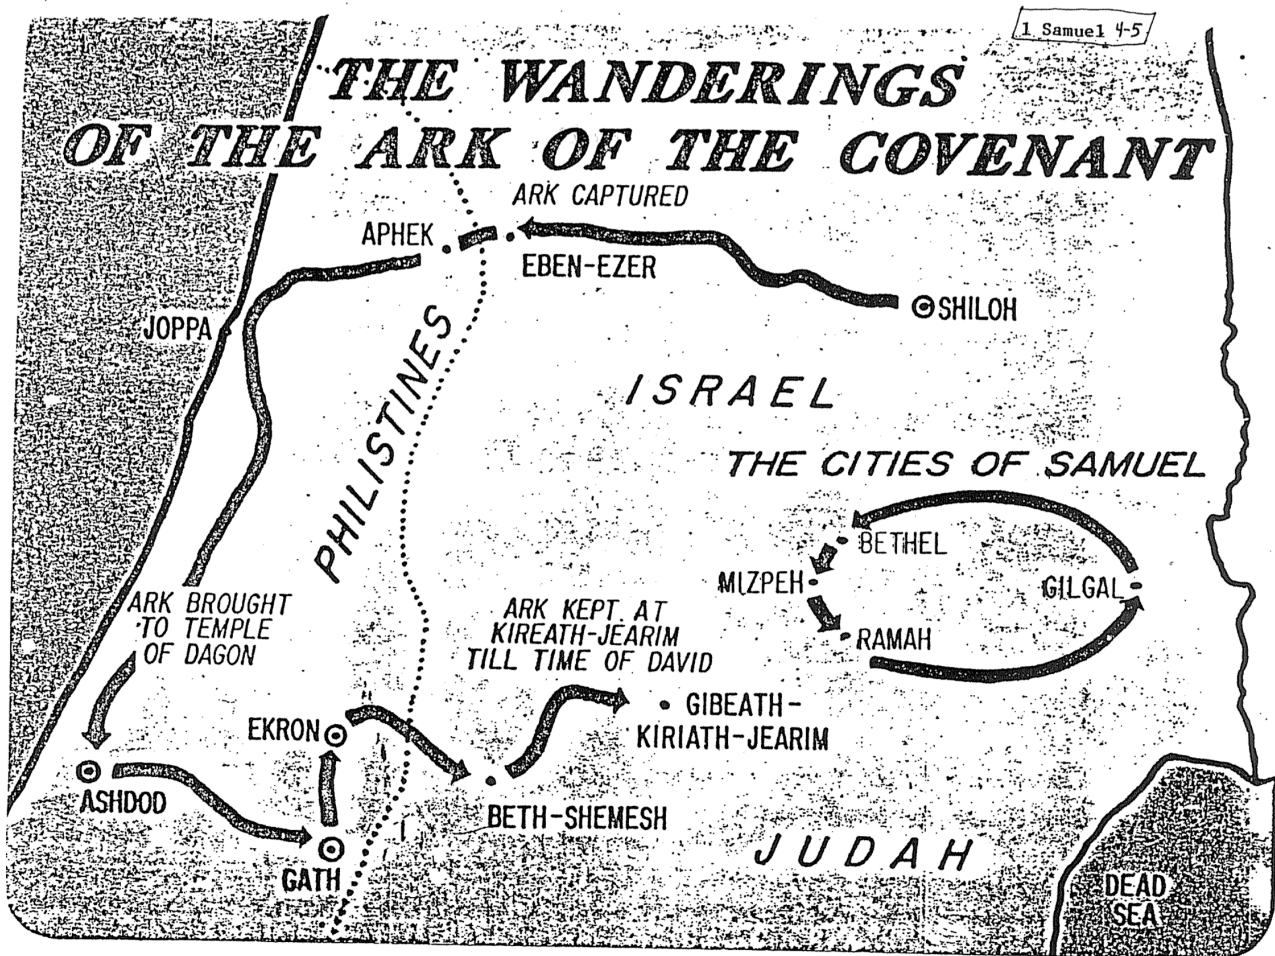 1 Samuel 4-5
THE WANDERINGS
OF THE ARK OF THE COVENANT
ARK CAPTURED
APHEK
EBEN-EZER
SHILOH
JOPPA
PHILISTINES
ISRAEL
THE CITIES OF SAMUEL
BETHEL
MIZPEH
GILGAL
RAMAH
ARK BROUGHT
TO TEMPLE
OF DAGON
ARK KEPT AT
KIREATH-JEARIM
TILL TIME OF DAVID
GIBEATH-
KIRIATH-JEARIM
EKRON
ASHDOD
BETH-SHEMESH
GATH
JUDAH
DEAD
SEA